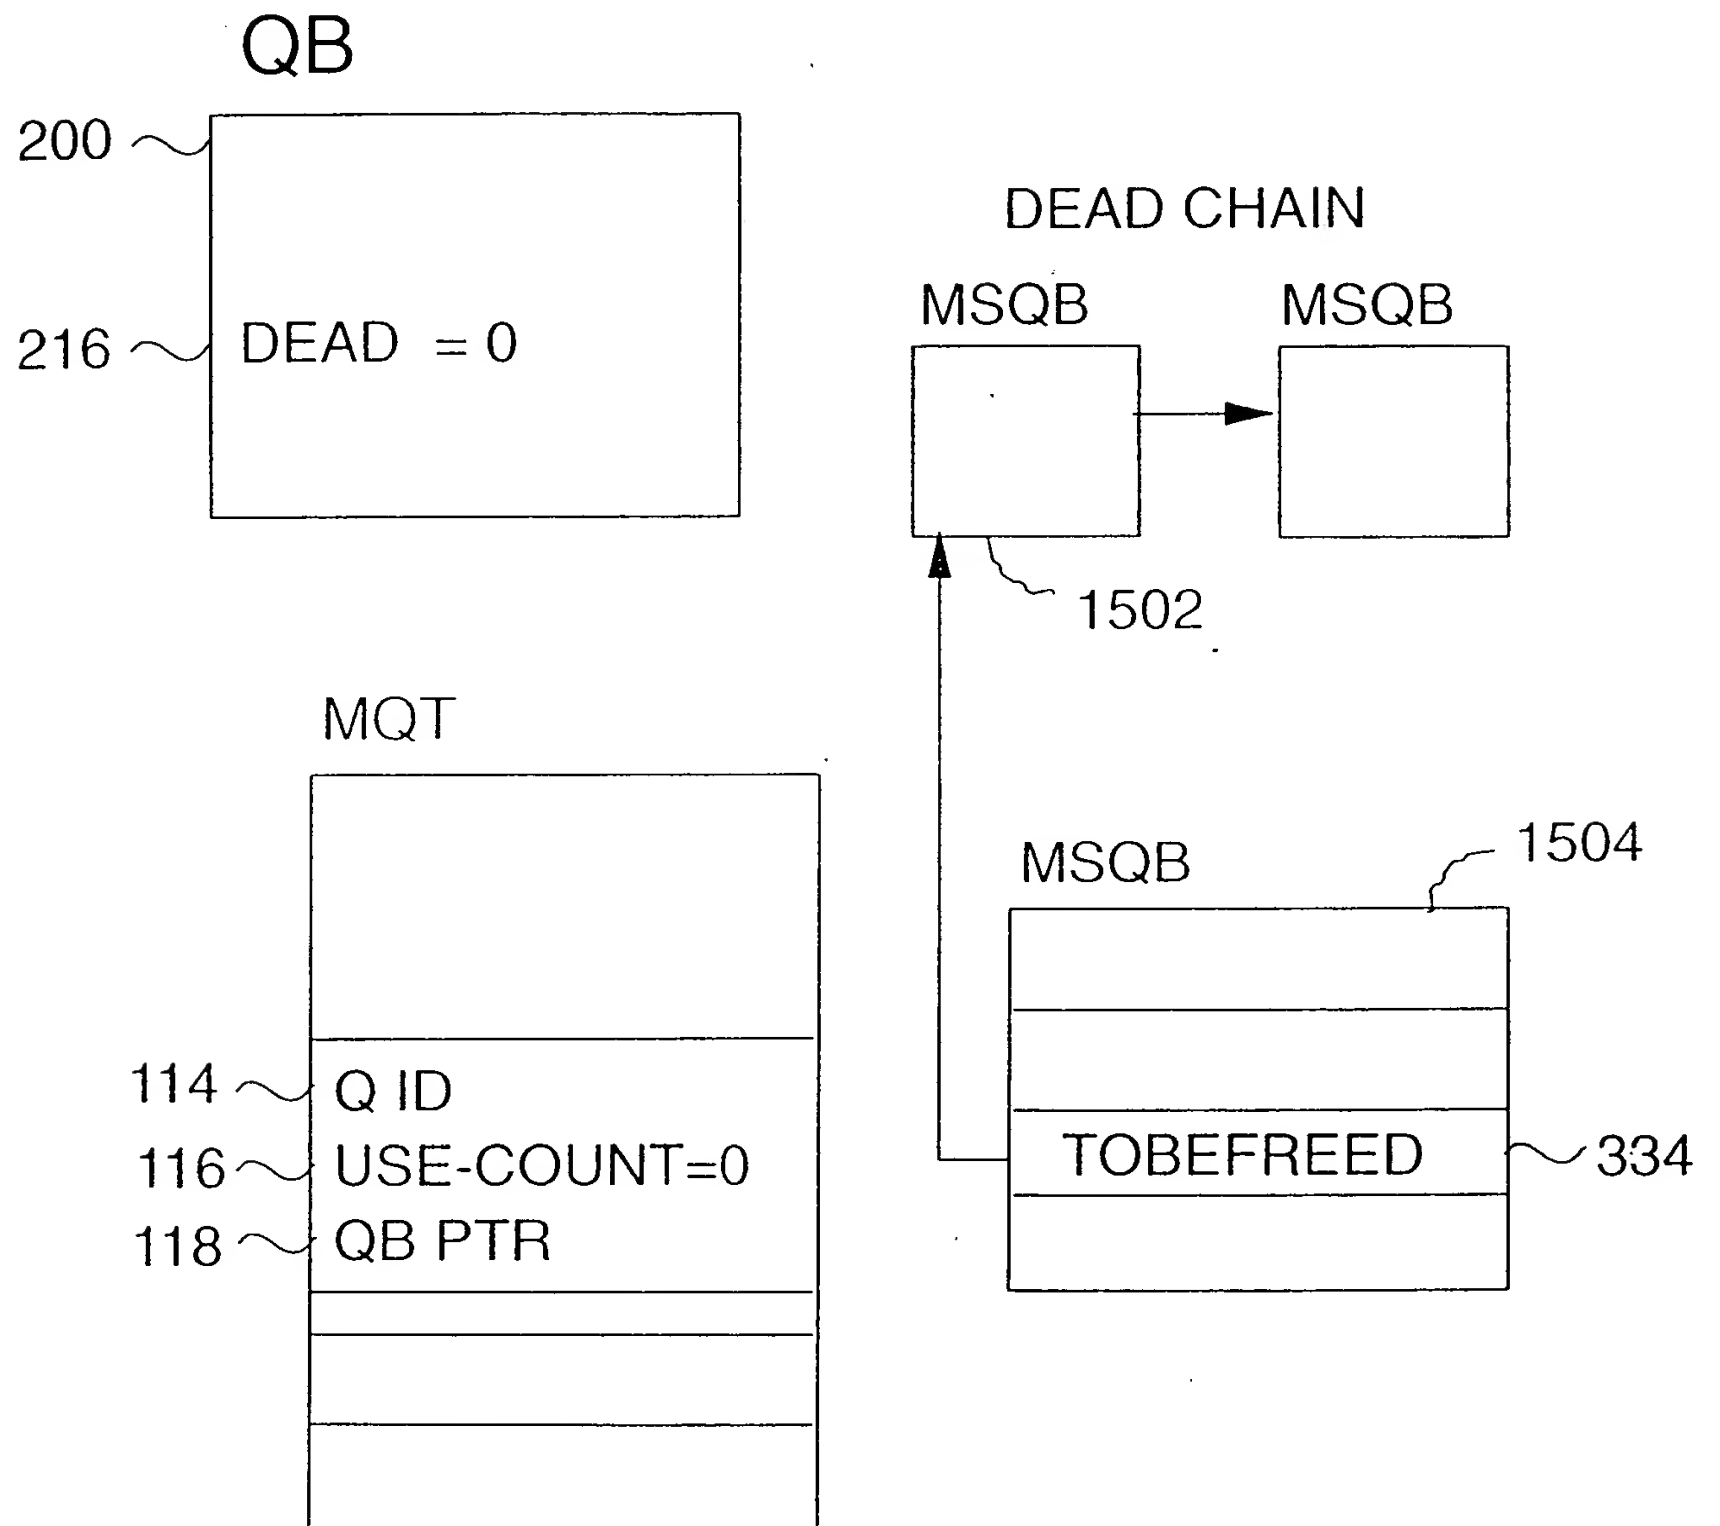 QB
200
216
DEAD = 0
DEAD CHAIN
MSQB
MSQB
1502
MQT
114
Q ID
116
USE-COUNT=0
118
QB PTR
MSQB
1504
TOBEFREED
334